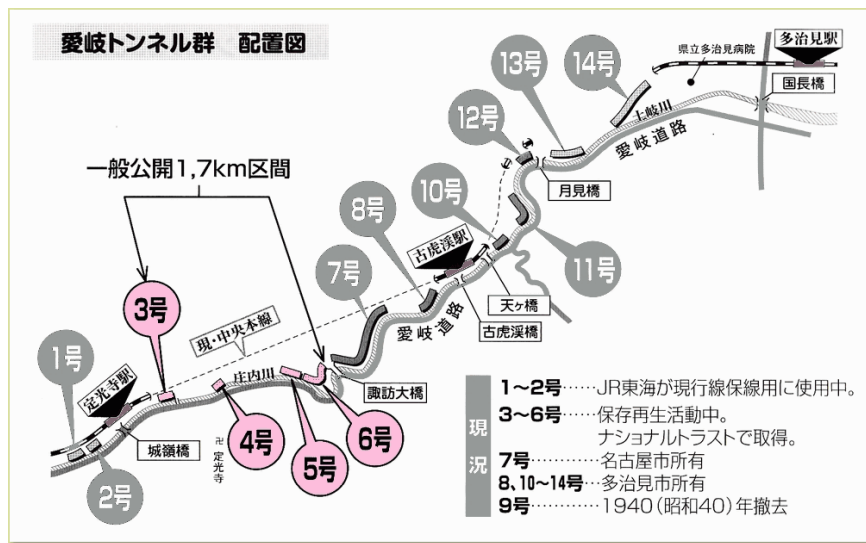 愛岐トンネル群 配置図
一般公開1,7km区間
県立多治見病院
多治見駅
国長橋
14号
13号
土岐川
愛岐道路
12号
月見橋
10号
11号
8号
古虎渓駅
天ヶ橋
古虎渓橋
7号
愛岐道路
3号
現・中央本線
1号
定光寺駅
庄内川
諏訪大橋
城嶺橋
2号
卍定光寺
4号
5号
6号
現況
1～2号……JR東海が現行線保線用に使用中。
3～6号……保存再生活動中。
ナショナルトラストで取得。
7号…………名古屋市所有
8、10～14号…多治見市所有
9号…………1940(昭和40)年撤去